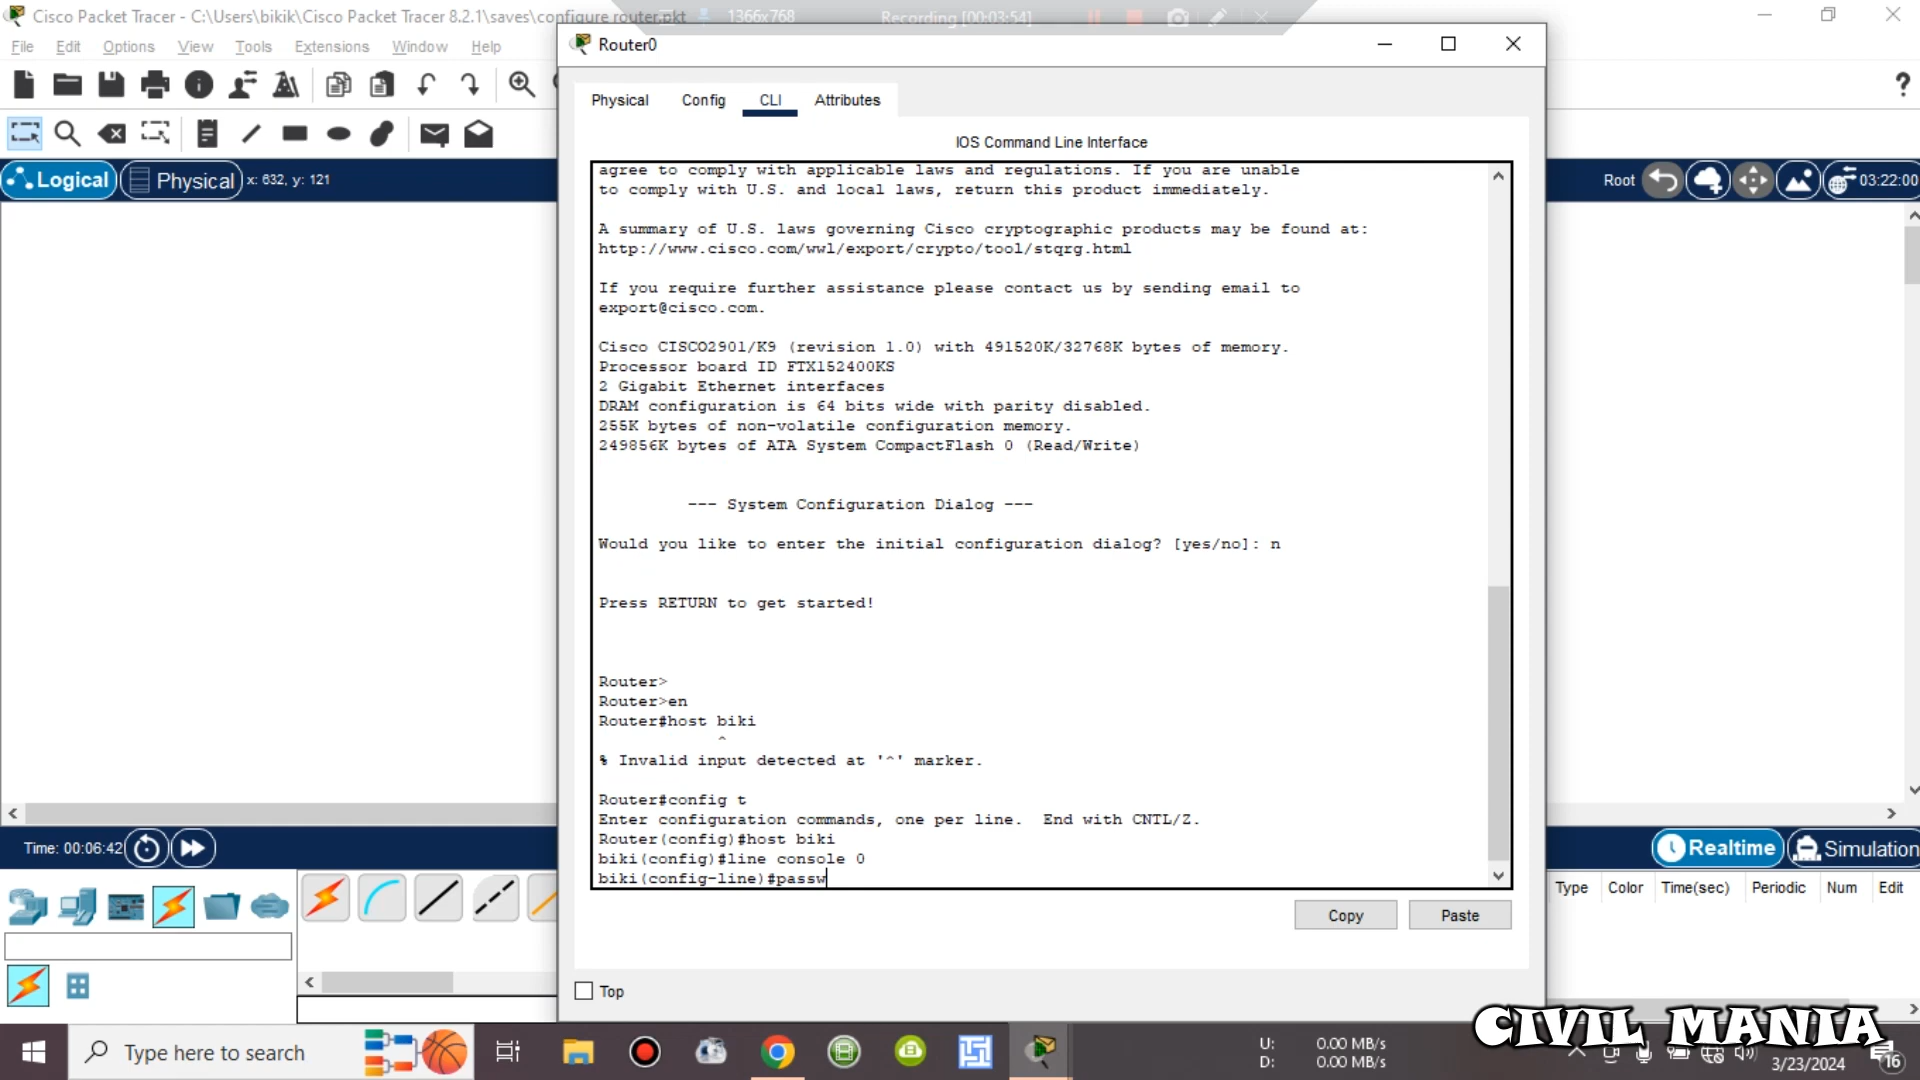 Cisco Packet Tracer - C:\Users\bikik\Cisco Packet Tracer 8.2.1\saves\configure router.pkt
1366x768
Recording [00:03:54]
File Edit Options View Tools Extensions Window Help
Router0
Physical Config CLI Attributes
IOS Command Line Interface
Logical Physical x: 632, y: 121
Root 03:22:00
agree to comply with applicable laws and regulations. If you are unable
to comply with U.S. and local laws, return this product immediately.
A summary of U.S. laws governing Cisco cryptographic products may be found at:
http://www.cisco.com/wwl/export/crypto/tool/stqrg.html
If you require further assistance please contact us by sending email to
export@cisco.com.
Cisco CISCO2901/K9 (revision 1.0) with 491520K/32768K bytes of memory.
Processor board ID FTX152400KS
2 Gigabit Ethernet interfaces
DRAM configuration is 64 bits wide with parity disabled.
255K bytes of non-volatile configuration memory.
249856K bytes of ATA System CompactFlash 0 (Read/Write)
--- System Configuration Dialog ---
Would you like to enter the initial configuration dialog? [yes/no]: n
Press RETURN to get started!
Router>
Router>en
Router#host biki
^
% Invalid input detected at '^' marker.
Router#config t
Enter configuration commands, one per line.  End with CNTL/Z.
Router(config)#host biki
biki(config)#line console 0
biki(config-line)#passw
Copy Paste
Top
Time: 00:06:42
Realtime Simulation
Type Color Time(sec) Periodic Num Edit
CIVIL MANIA
Type here to search
U: 0.00 MB/s
D: 0.00 MB/s
3/23/2024
16